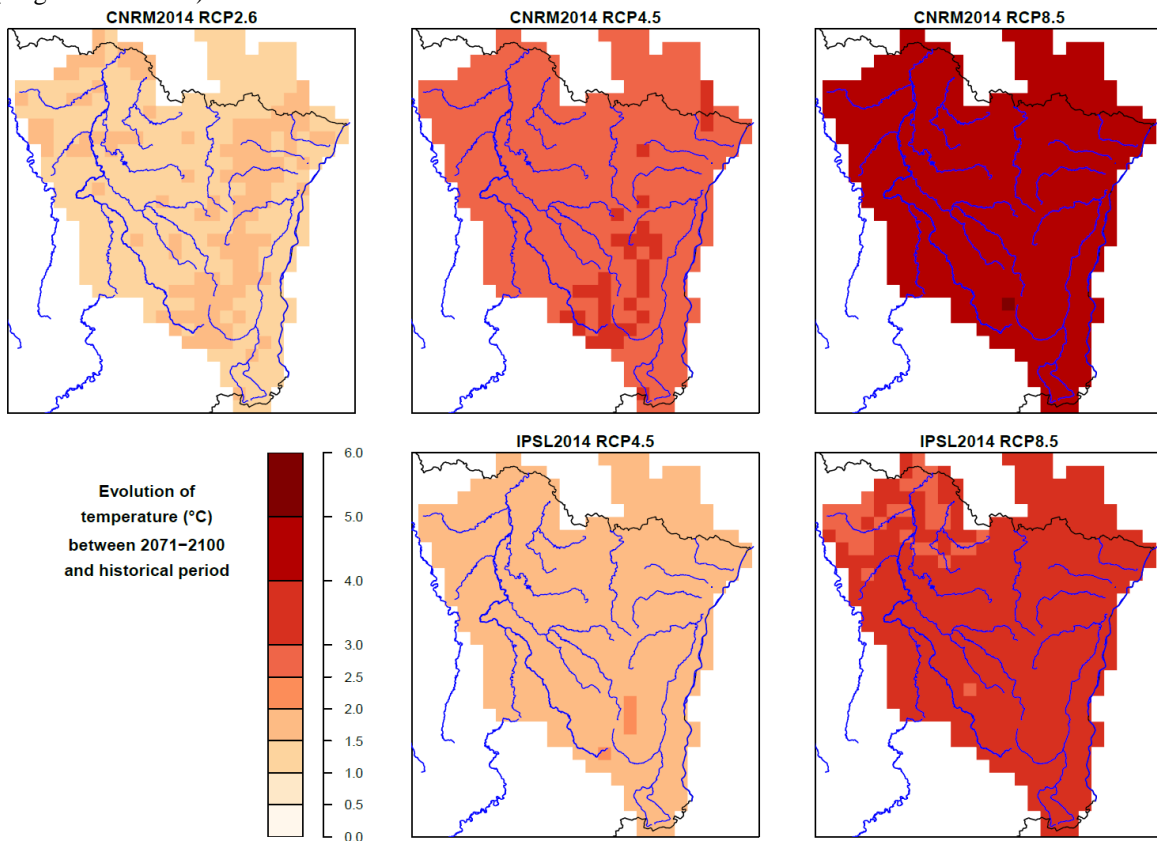 CNRM2014 RCP2.6
CNRM2014 RCP4.5
CNRM2014 RCP8.5
IPSL2014 RCP4.5
IPSL2014 RCP8.5
Evolution of
temperature (°C)
between 2071−2100
and historical period
6.0
5.0
4.0
3.0
2.5
2.0
1.5
1.0
0.5
0.0